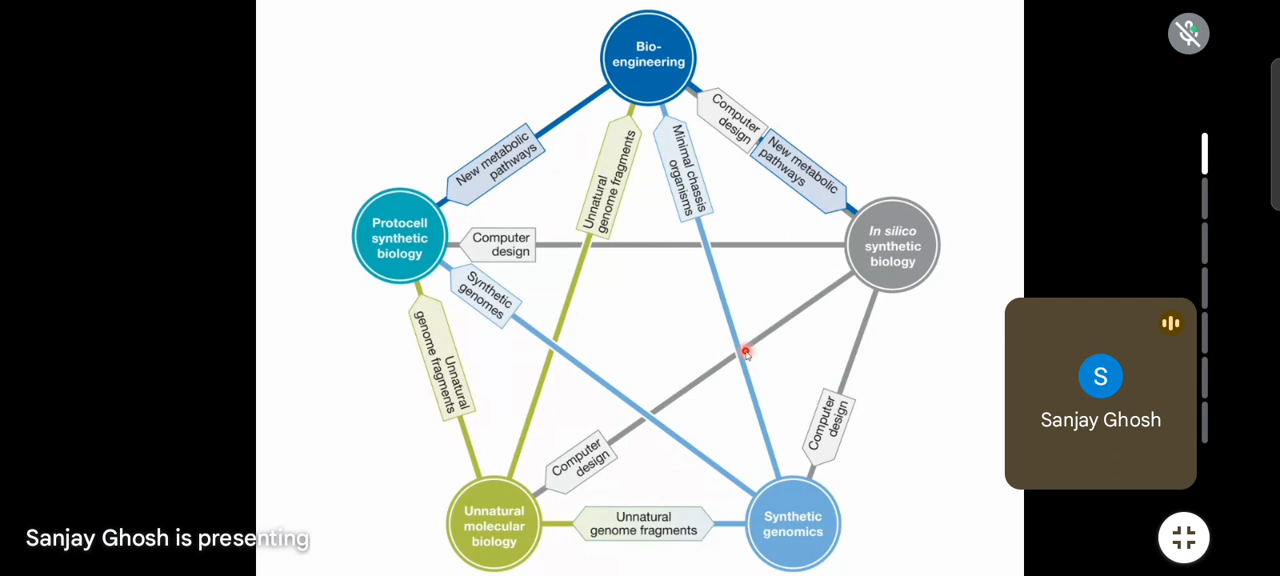 Bio-
engineering
Computer
design
New metabolic
pathways
New metabolic
pathways
Unnatural
genome fragments
Minimal chassis
organisms
Protocell
synthetic
biology
Computer
design
In silico
synthetic
biology
Synthetic
genomes
Unnatural
genome fragments
Computer
design
Computer
design
S
Sanjay Ghosh
Unnatural
molecular
biology
Unnatural
genome fragments
Synthetic
genomics
Sanjay Ghosh is presenting